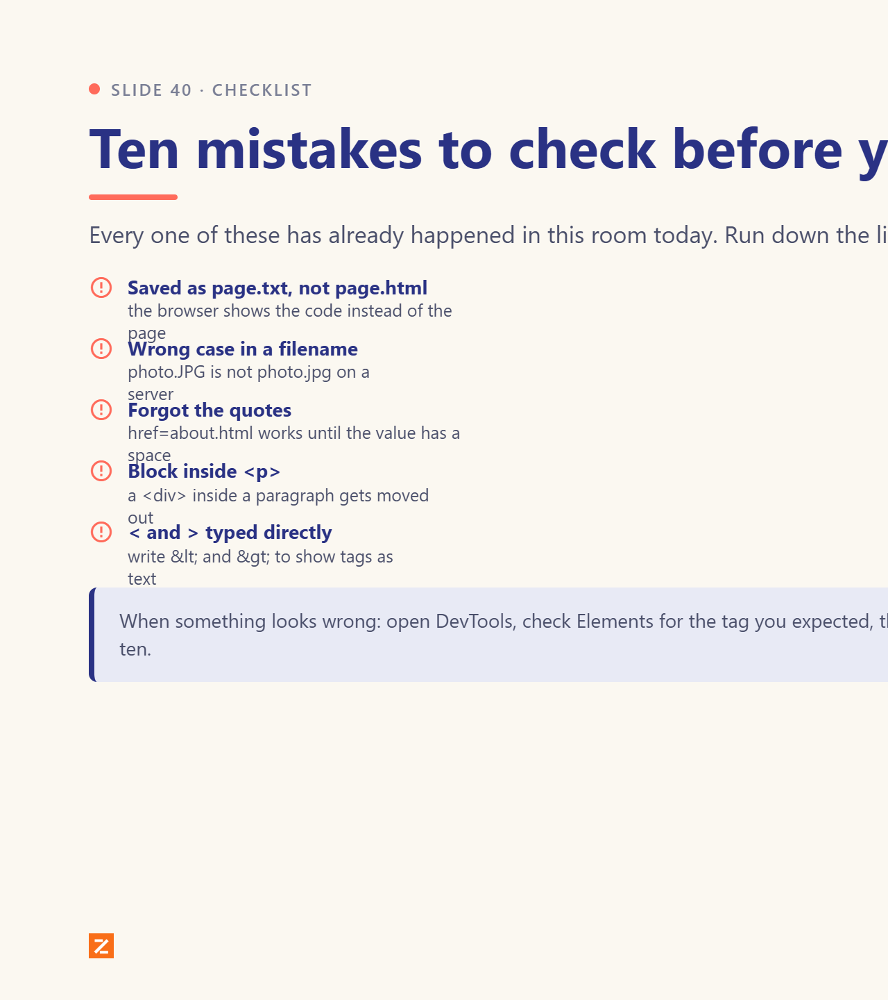 SLIDE 40 · CHECKLIST
Ten mistakes to check before y
Every one of these has already happened in this room today. Run down the li
Saved as page.txt, not page.html
the browser shows the code instead of the
page
Wrong case in a filename
photo.JPG is not photo.jpg on a
server
Forgot the quotes
href=about.html works until the value has a
space
Block inside <p>
a <div> inside a paragraph gets moved
out
< and > typed directly
write &lt; and &gt; to show tags as
text
When something looks wrong: open DevTools, check Elements for the tag you expected, th
ten.